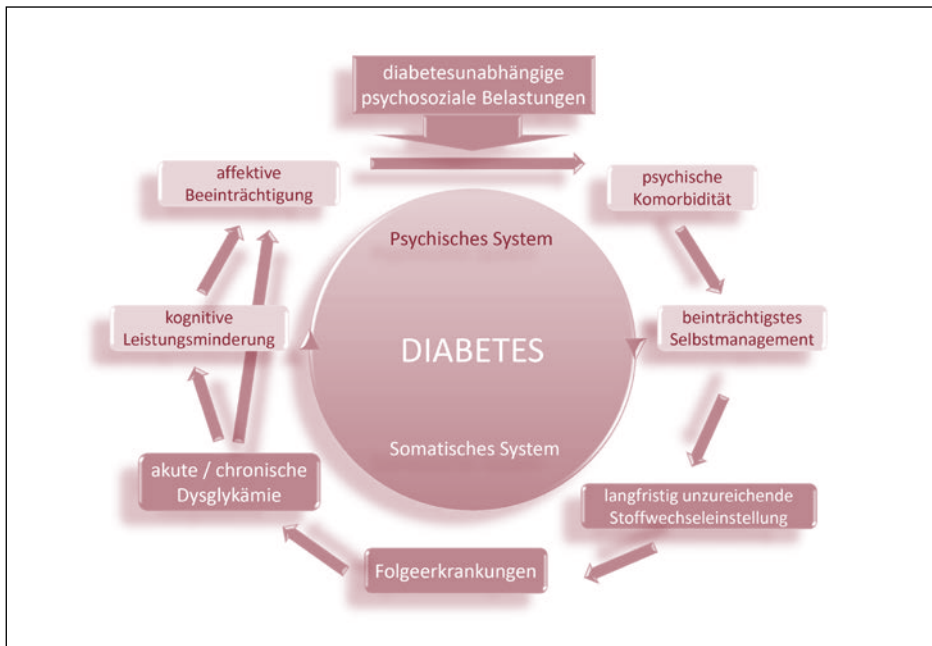 diabetesunabhängige
psychosoziale Belastungen
affektive
Beeinträchtigung
psychische
Komorbidität
Psychisches System
kognitive
Leistungsminderung
beinträchtigstes
Selbstmanagement
DIABETES
Somatisches System
akute / chronische
Dysglykämie
langfristig unzureichende
Stoffwechseleinstellung
Folgeerkrankungen